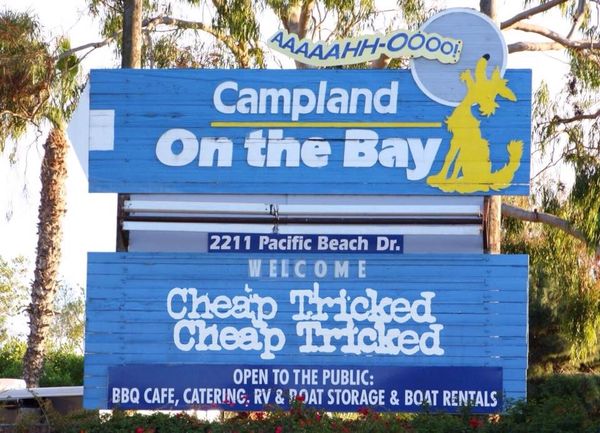 AAAAAHH-OOOO!
Campland
On the Bay
2211 Pacific Beach Dr.
WELCOME
Cheap Tricked
Cheap Tricked
OPEN TO THE PUBLIC:
BBQ CAFE, CATERING, RV & BOAT STORAGE & BOAT RENTALS